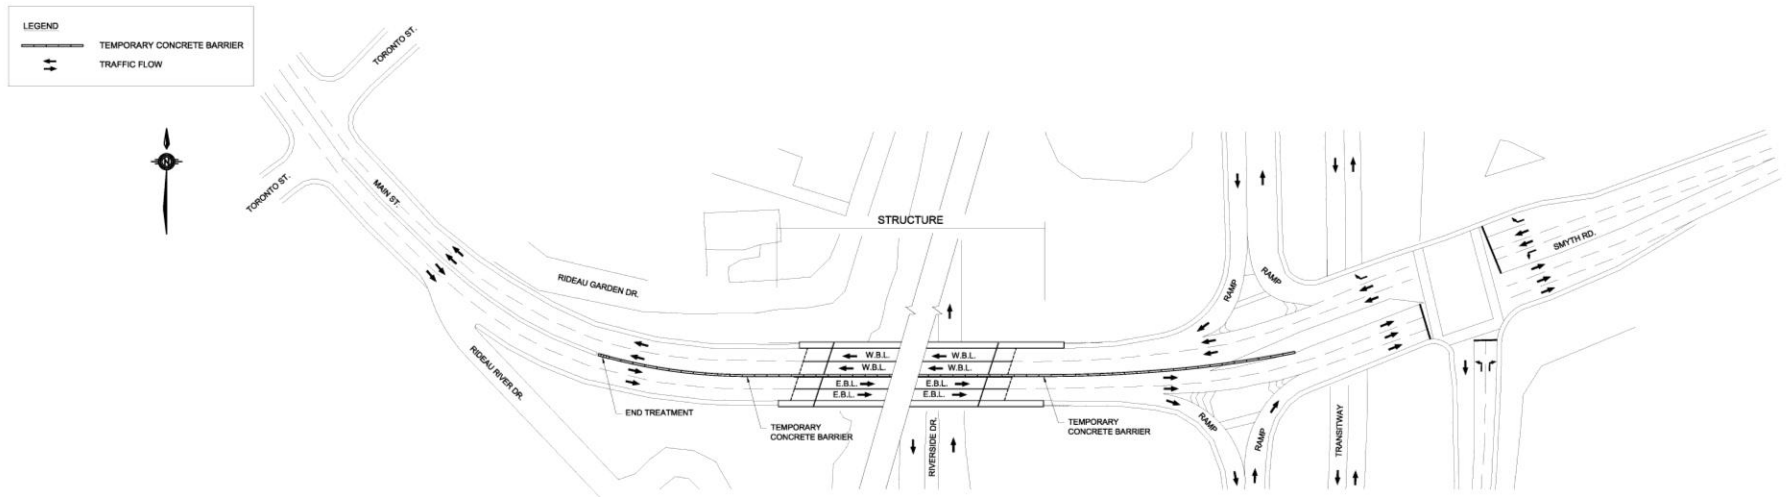 LEGEND
TEMPORARY CONCRETE BARRIER
TRAFFIC FLOW
N
TORONTO ST.
TORONTO ST.
MAIN ST.
STRUCTURE
RIDEAU GARDEN DR.
RAMP
RAMP
SMYTH RD.
RIDEAU RIVER DR.
W.B.L.
W.B.L.
W.B.L.
W.B.L.
E.B.L.
E.B.L.
E.B.L.
E.B.L.
END TREATMENT
TEMPORARY
CONCRETE BARRIER
TEMPORARY
CONCRETE BARRIER
RIVERSIDE DR.
RAMP
RAMP
TRANSITWAY